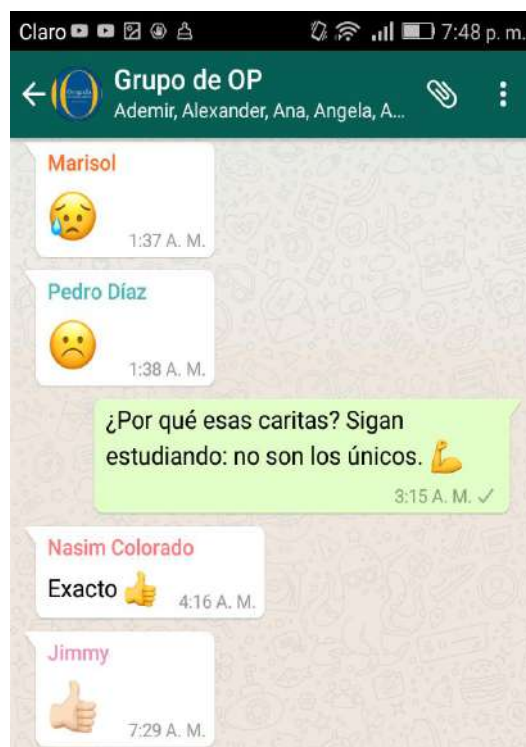 Claro 7:48 p. m.
Grupo de OP
Ademir, Alexander, Ana, Angela, A...
Marisol
😥
1:37 A. M.
Pedro Díaz
🙁
1:38 A. M.
¿Por qué esas caritas? Sigan
estudiando: no son los únicos. 💪
3:15 A. M. ✓
Nasim Colorado
Exacto 👍 4:16 A. M.
Jimmy
👍🏻
7:29 A. M.